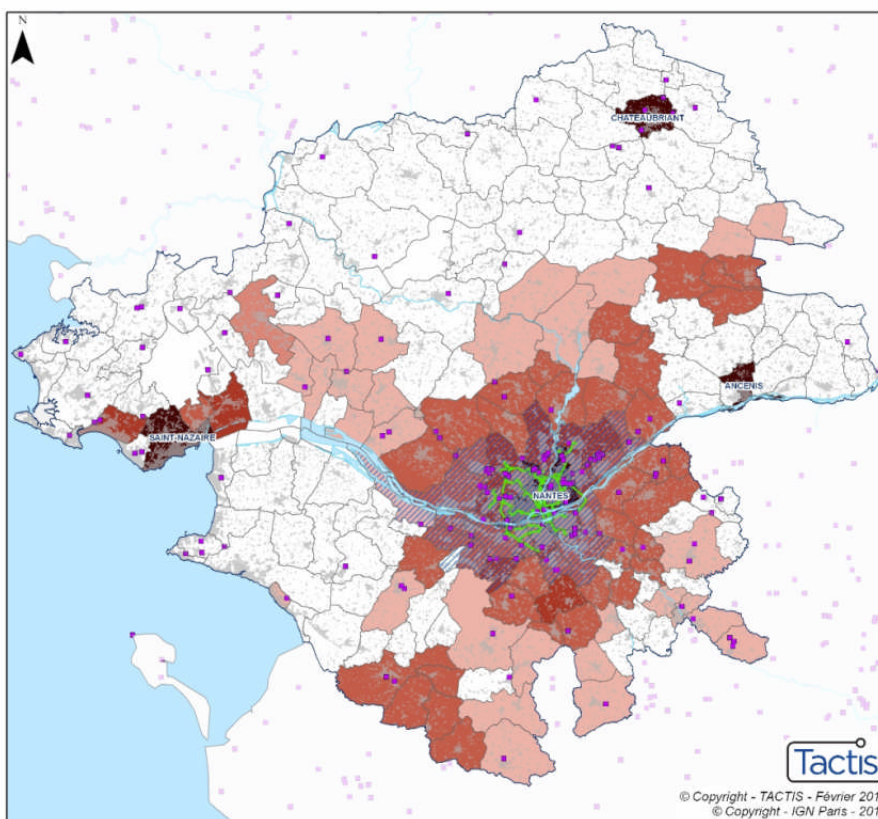 N
CHATEAUBRIANT
ANCENIS
SAINT-NAZAIRE
NANTES
Tactis
© Copyright - TACTIS - Février 201
© Copyright - IGN Paris - 201